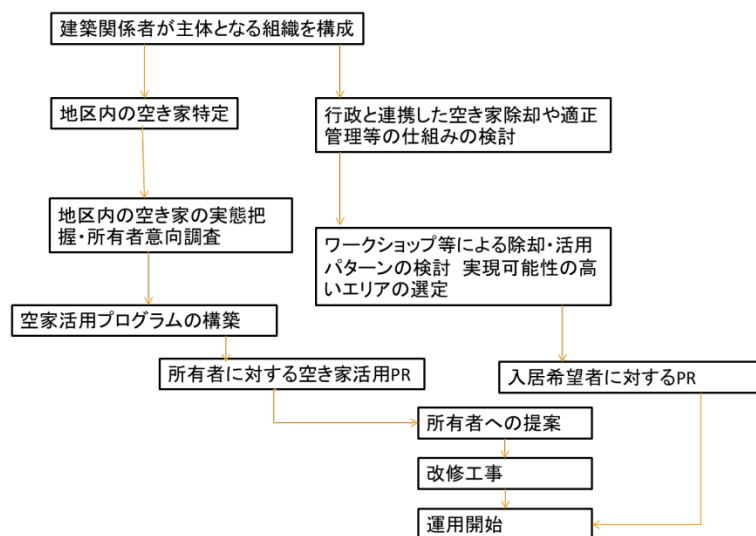 建築関係者が主体となる組織を構成
地区内の空き家特定
行政と連携した空き家除却や適正
管理等の仕組みの検討
地区内の空き家の実態把
握・所有者意向調査
ワークショップ等による除却・活用
パターンの検討 実現可能性の高
いエリアの選定
空家活用プログラムの構築
所有者に対する空き家活用PR
入居希望者に対するPR
所有者への提案
改修工事
運用開始